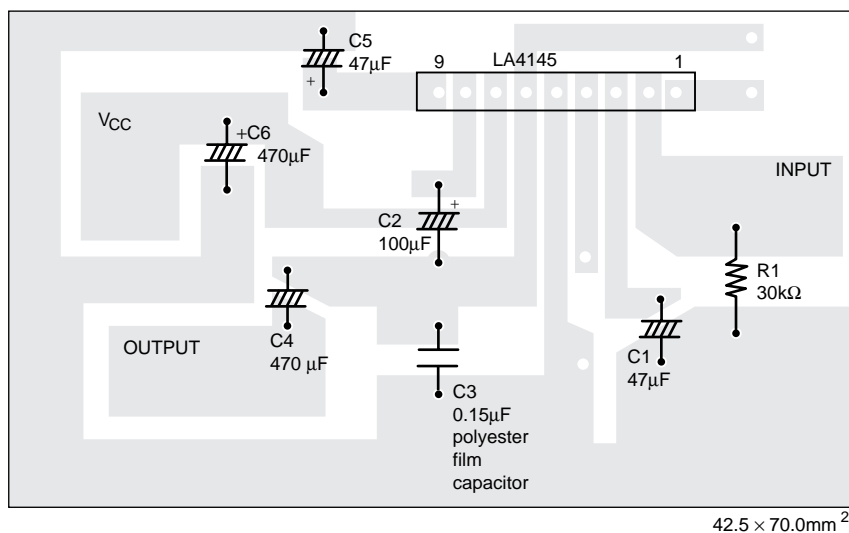 C5
47μF
+
9
LA4145
1
VCC
+C6
470μF
INPUT
+
C2
100μF
R1
30kΩ
C4
470 μF
OUTPUT
C1
47μF
C3
0.15μF
polyester
film
capacitor
42.5 × 70.0mm²